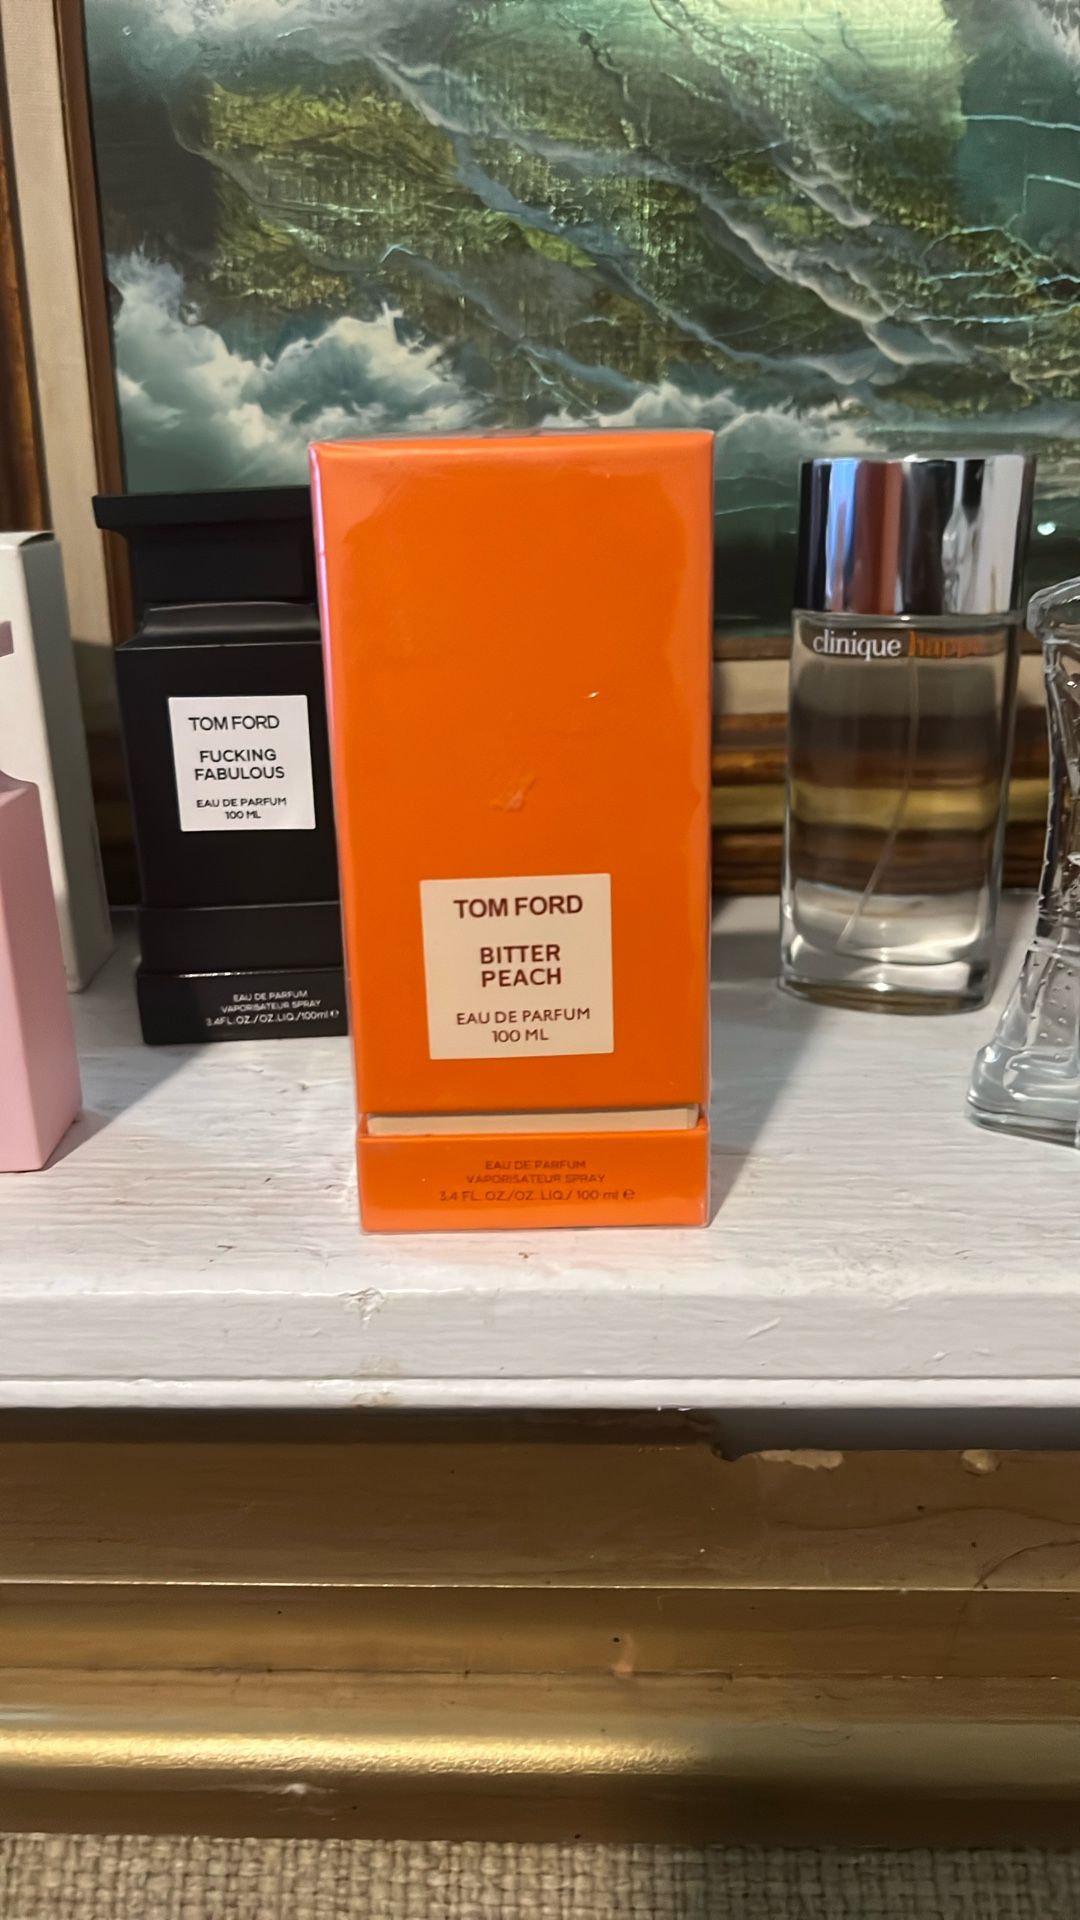 TOM FORD
FUCKING
FABULOUS
EAU DE PARFUM
100 ML
EAU DE PARFUM
VAPORISATEUR SPRAY
3.4FL.OZ./OZ.LIQ./100ml ℮
TOM FORD
BITTER
PEACH
EAU DE PARFUM
100 ML
EAU DE PARFUM
VAPORISATEUR SPRAY
3.4 FL. OZ./OZ. LIQ./ 100 ml ℮
clinique happy